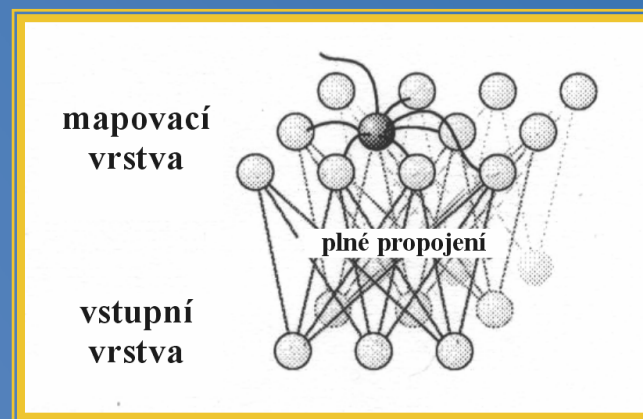 mapovací
vrstva
plné propojení
vstupní
vrstva